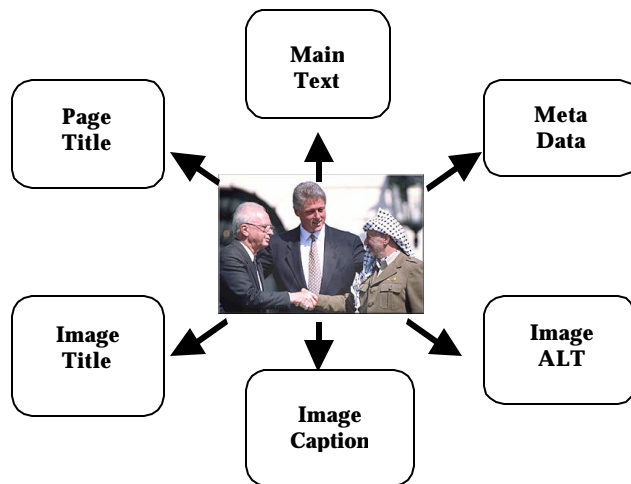 Main
Text
Page
Title
Meta
Data
Image
Title
Image
ALT
Image
Caption